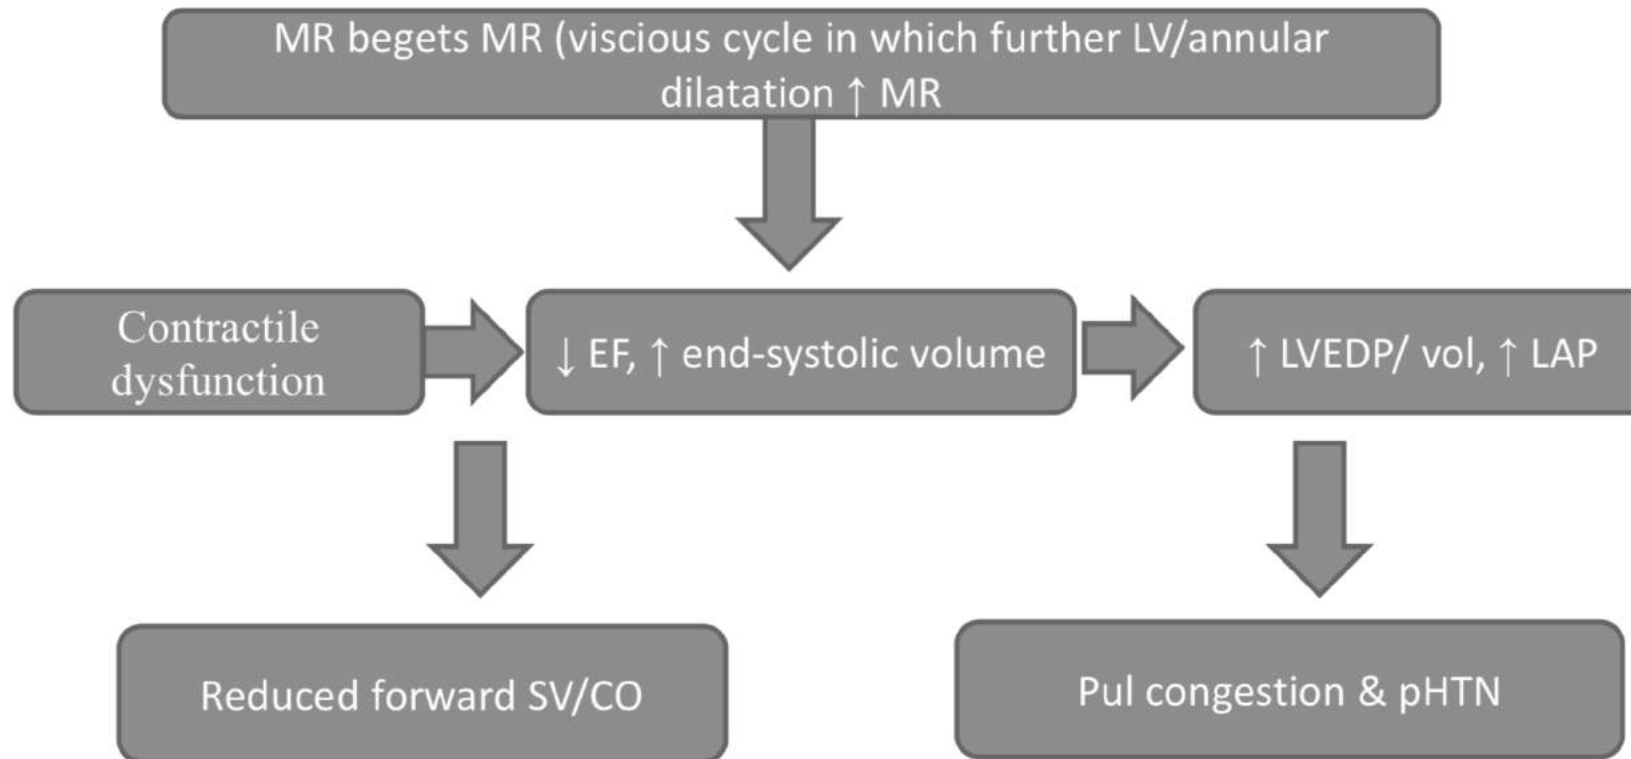 MR begets MR (viscious cycle in which further LV/annular
dilatation ↑ MR
Contractile
dysfunction
↓ EF, ↑ end-systolic volume
↑ LVEDP/ vol, ↑ LAP
Reduced forward SV/CO
Pul congestion & pHTN